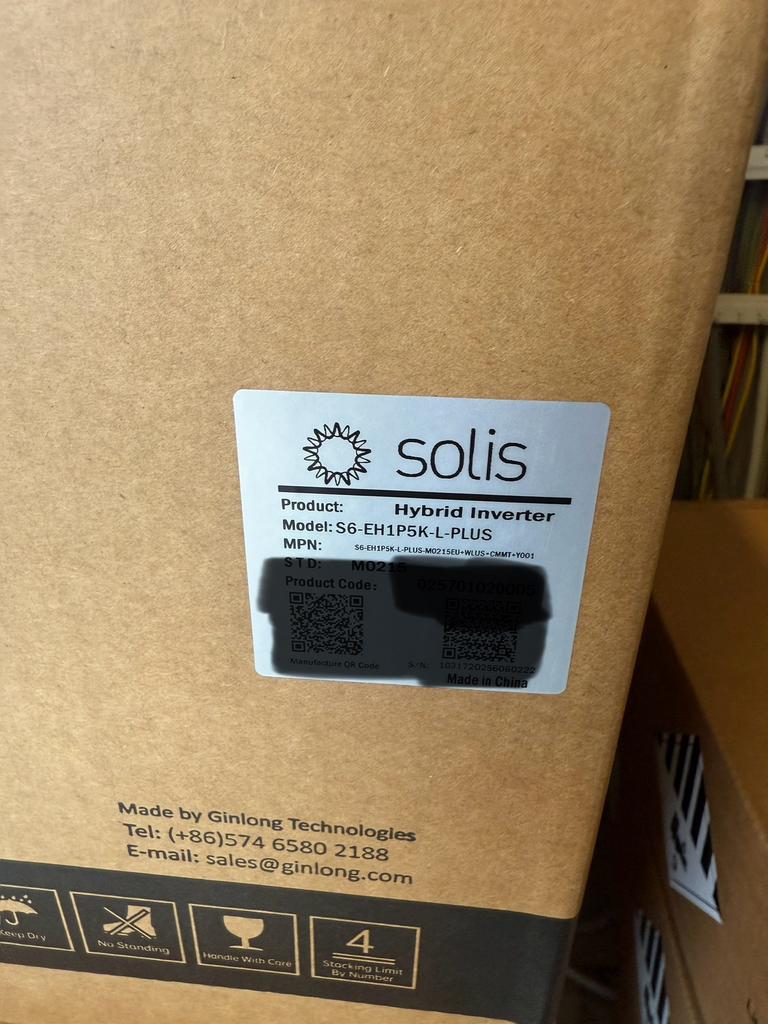 solis
Product: Hybrid Inverter
Model: S6-EH1P5K-L-PLUS
MPN: S6-EH1P5K-L-PLUS-M0215EU+WLUS+CMMT+Y001
STD: M0215
Product Code: 025701020005
Manufacture QR Code
S/N:
Made in China
Made by Ginlong Technologies
Tel: (+86)574 6580 2188
E-mail: sales@ginlong.com
Keep Dry
No Standing
Handle With Care
4
Stacking Limit
By Number